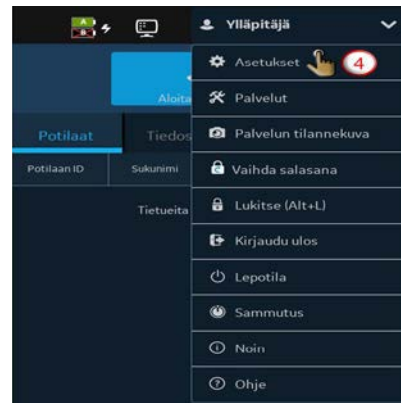 A
B
Ylläpitäjä
Asetukset 4
Aloita
Palvelut
Potilaat Tiedos
Palvelun tilannekuva
Potilaan ID Sukunimi
Vaihda salasana
Tietueita
Lukitse (Alt+L)
Kirjaudu ulos
Lepotila
Sammutus
Noin
Ohje